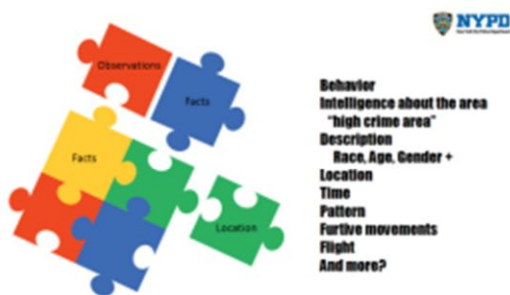 NYPD
Observations
Facts
Facts
Location
Behavior
Intelligence about the area
"high crime area"
Description
Race, Age, Gender +
Location
Time
Pattern
Furtive movements
Flight
And more?